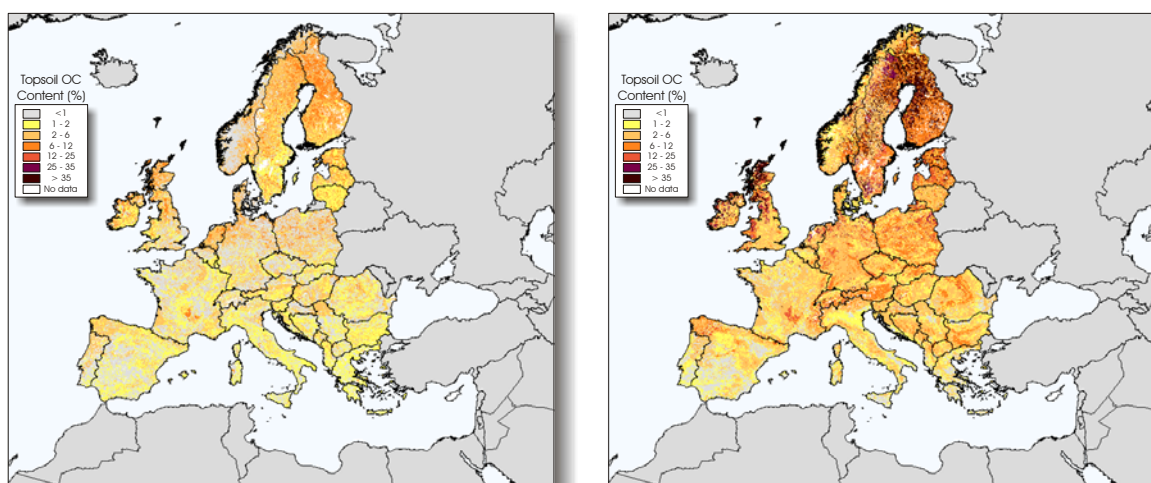 Topsoil OC
Content (%)
<1
1 - 2
2 - 6
6 - 12
12 - 25
25 - 35
> 35
No data
Topsoil OC
Content (%)
<1
1 - 2
2 - 6
6 - 12
12 - 25
25 - 35
> 35
No data